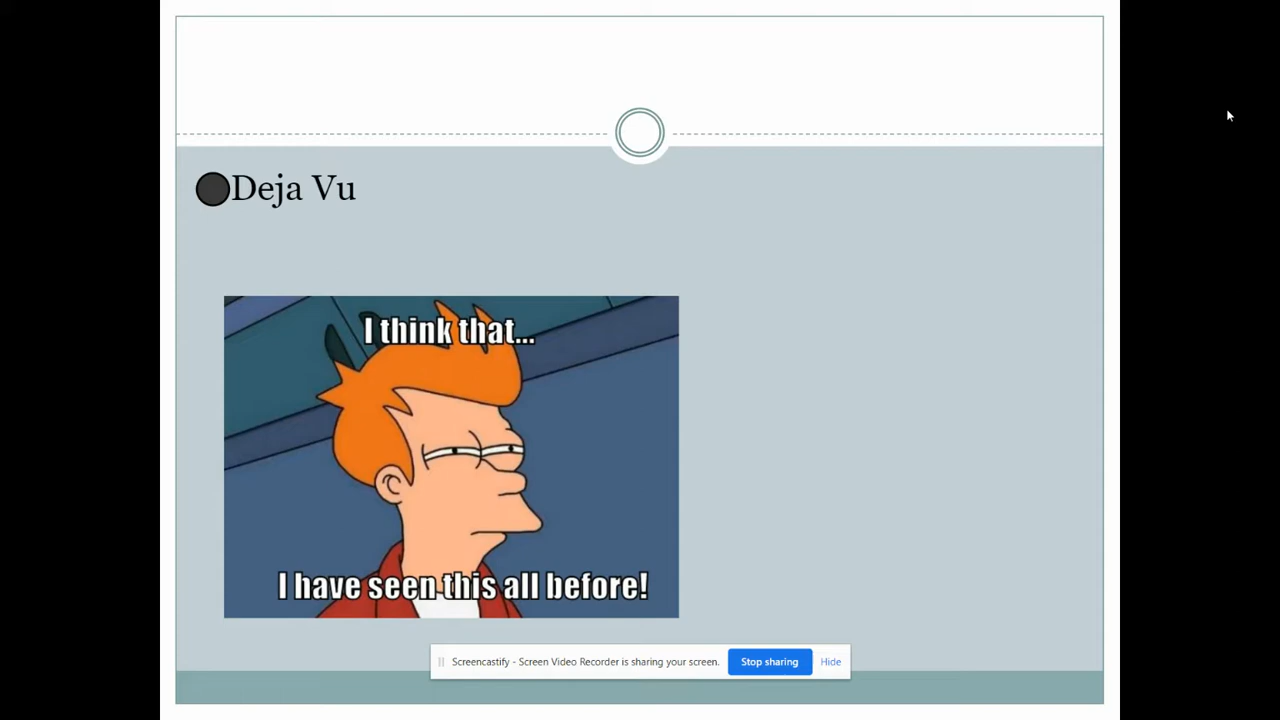 Deja Vu
I think that...
I have seen this all before!
Screencastify - Screen Video Recorder is sharing your screen. Stop sharing Hide